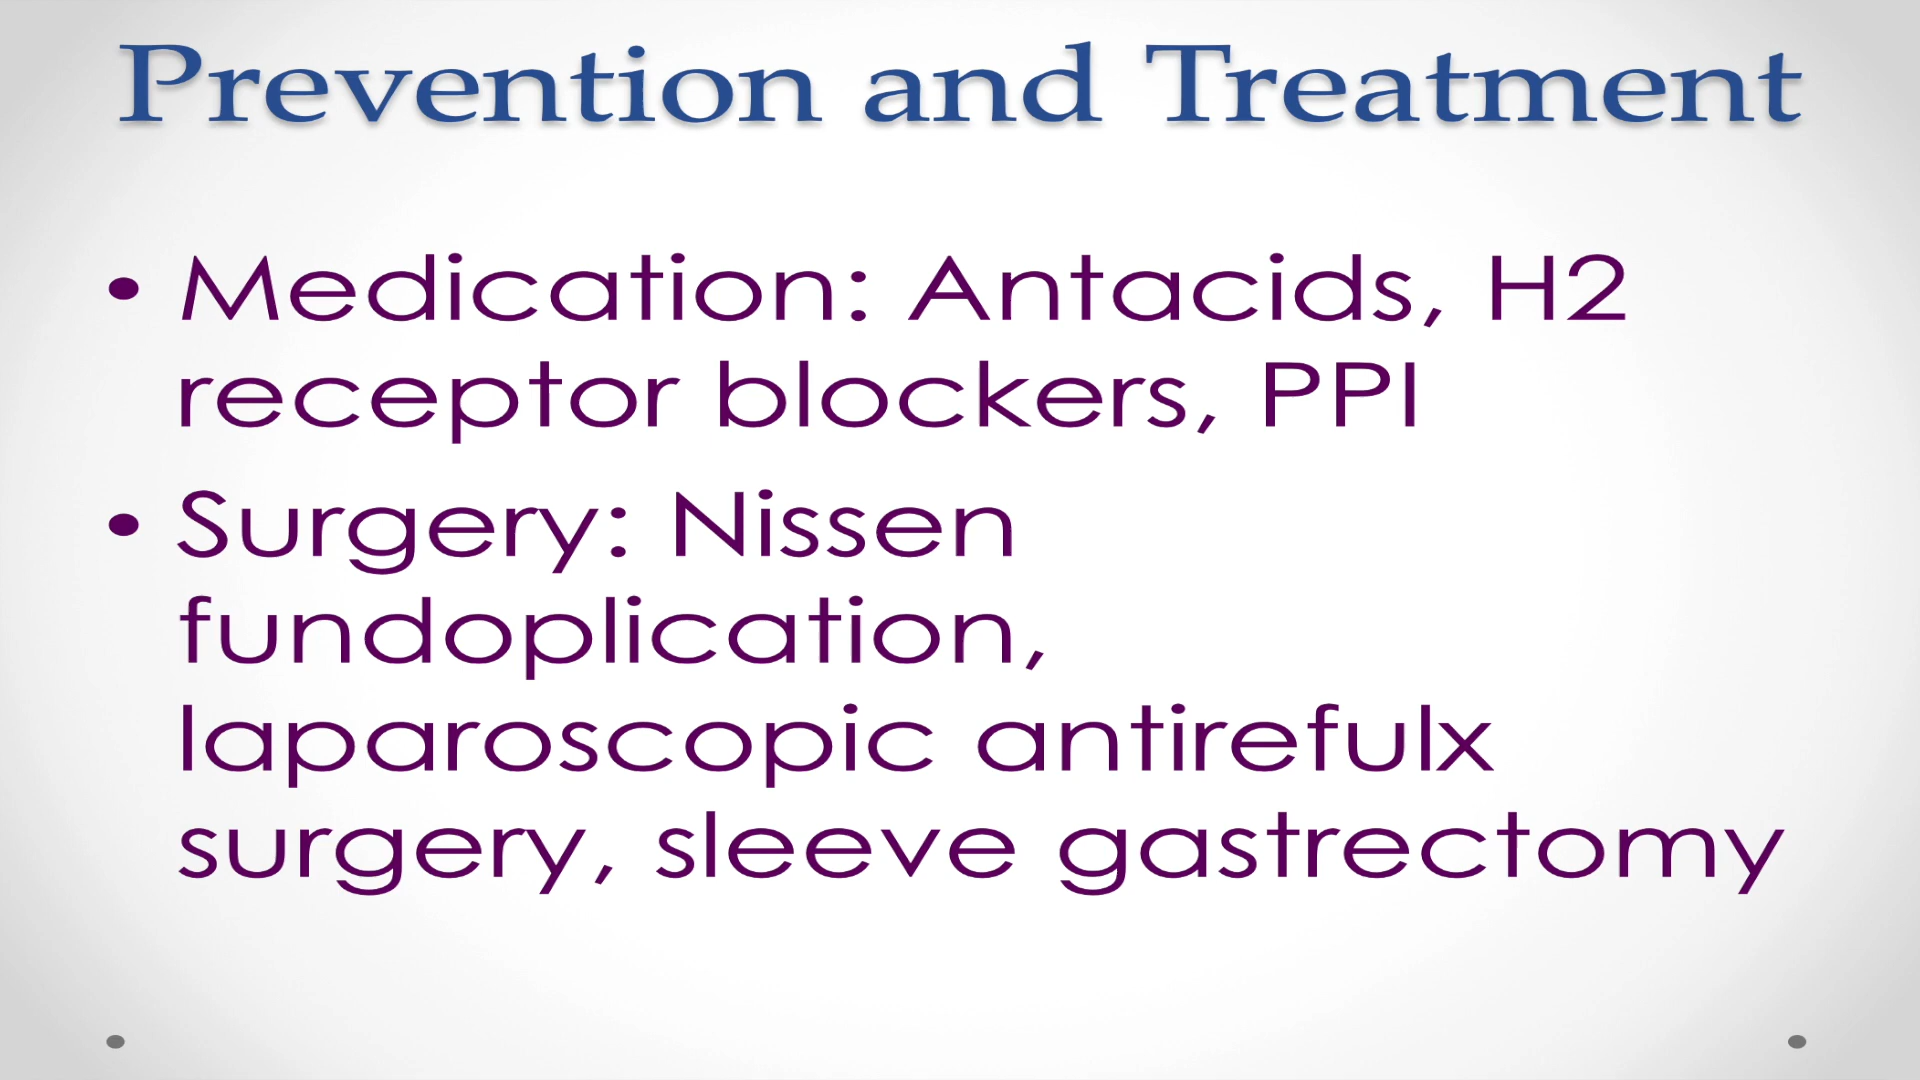 Prevention and Treatment
• Medication: Antacids, H2
receptor blockers, PPI
• Surgery: Nissen
fundoplication,
laparoscopic antirefulx
surgery, sleeve gastrectomy